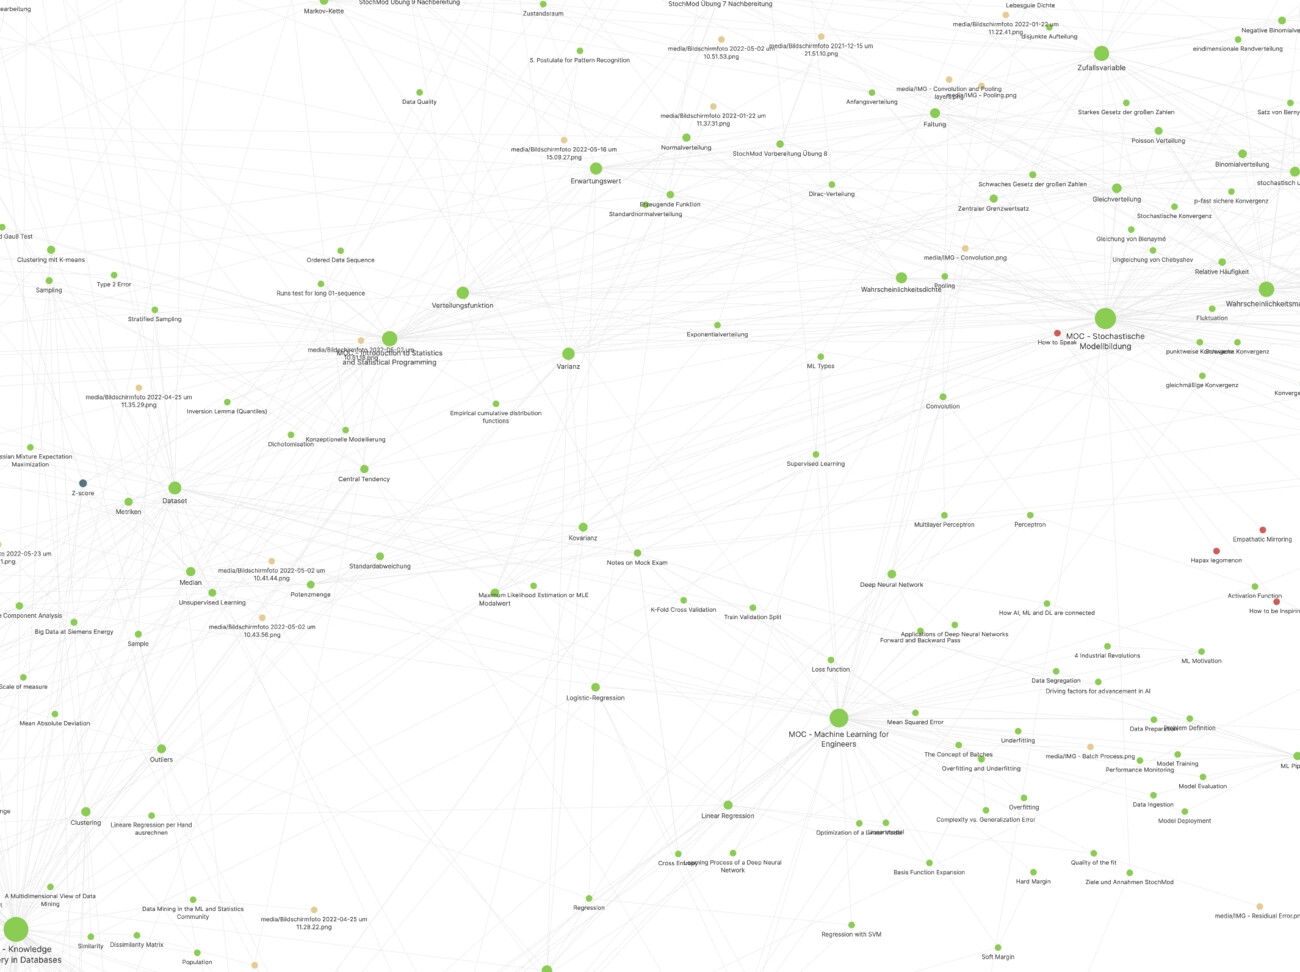 earbeitung
Markov-Kette
StochMod Übung 9 Nachbereitung
Zustandsraum
StochMod Übung 7 Nachbereitung
Lebesgue Dichte
media/Bildschirmfoto 2022-01-22 um
11.22.41.png
disjunkte Aufteilung
Negative Binomialve
eindimensionale Randverteilung
media/Bildschirmfoto 2022-05-02 um
10.51.53.png
media/Bildschirmfoto 2021-12-15 um
21.51.10.png
5. Postulate for Pattern Recognition
Zufallsvariable
Data Quality
Anfangsverteilung
media/IMG - Convolution and Pooling
media/IMG - Pooling.png
Faltung
Starkes Gesetz der großen Zahlen
Satz von Berny
media/Bildschirmfoto 2022-01-22 um
11.37.31.png
Normalverteilung
StochMod Vorbereitung Übung 8
Poisson Verteilung
media/Bildschirmfoto 2022-05-16 um
15.09.27.png
Binomialverteilung
Erwartungswert
Schwaches Gesetz der großen Zahlen
stochastisch u
Dirac-Verteilung
Erzeugende Funktion
Standardnormalverteilung
Zentraler Grenzwertsatz
Gleichverteilung
p-fast sichere Konvergenz
Stochastische Konvergenz
d Gauß Test
Gleichung von Bienaymé
Clustering mit K-means
Ordered Data Sequence
media/IMG - Convolution.png
Ungleichung von Chebyshev
Relative Häufigkeit
Sampling
Type 2 Error
Runs test for long 01-sequence
Verteilungsfunktion
Wahrscheinlichkeitsdichte
Pooling
Wahrscheinlichkeitsma
Stratified Sampling
Fluktuation
Exponentialverteilung
How to Speak
MOC - Stochastische
Modellbildung
MOC - Introduction to Statistics
and Statistical Programming
Varianz
ML Types
punktweise Konvergenz
gleichmäßige Konvergenz
Konverge
media/Bildschirmfoto 2022-04-25 um
11.35.29.png
Inversion Lemma (Quantiles)
Empirical cumulative distribution
functions
Convolution
Dichotomisation
Konzeptionelle Modellierung
sian Mixture Expectation
Maximization
Central Tendency
Supervised Learning
Z-score
Dataset
Metriken
Multilayer Perceptron
Perceptron
Kovarianz
Empathic Mirroring
s 2022-05-23 um
1.png
media/Bildschirmfoto 2022-05-02 um
10.41.44.png
Standardabweichung
Notes on Mock Exam
Hapax legomenon
Median
Potenzmenge
Deep Neural Network
Maximum Likelihood Estimation or MLE
Modalwert
Activation Function
Unsupervised Learning
K-Fold Cross Validation
Train Validation Split
How AI, ML and DL are connected
How to be Inspirin
e Component Analysis
Big Data at Siemens Energy
media/Bildschirmfoto 2022-05-02 um
10.43.56.png
Sample
Applications of Deep Neural Networks
Forward and Backward Pass
4 Industrial Revolutions
ML Motivation
Loss function
Scale of measure
Data Segregation
Driving factors for advancement in AI
Logistic-Regression
Mean Absolute Deviation
Mean Squared Error
Data Preparation
Problem Definition
MOC - Machine Learning for
Engineers
Underfitting
The Concept of Batches
media/IMG - Batch Process.png
Overfitting and Underfitting
Performance Monitoring
Model Training
ML Pip
Outliers
Model Evaluation
nge
Clustering
Lineare Regression per Hand
ausrechnen
Linear Regression
Overfitting
Data Ingestion
Complexity vs. Generalization Error
Model Deployment
Optimization of a Linear Model
Cross Entropy
Learning Process of a Deep Neural
Network
Basis Function Expansion
Quality of the fit
Hard Margin
Ziele und Annahmen StochMod
A Multidimensional View of Data
Mining
Data Mining in the ML and Statistics
Community
media/Bildschirmfoto 2022-04-25 um
11.28.22.png
Regression
media/IMG - Residual Error.pn
Regression with SVM
- Knowledge
ry in Databases
Similarity
Dissimilarity Matrix
Population
Soft Margin